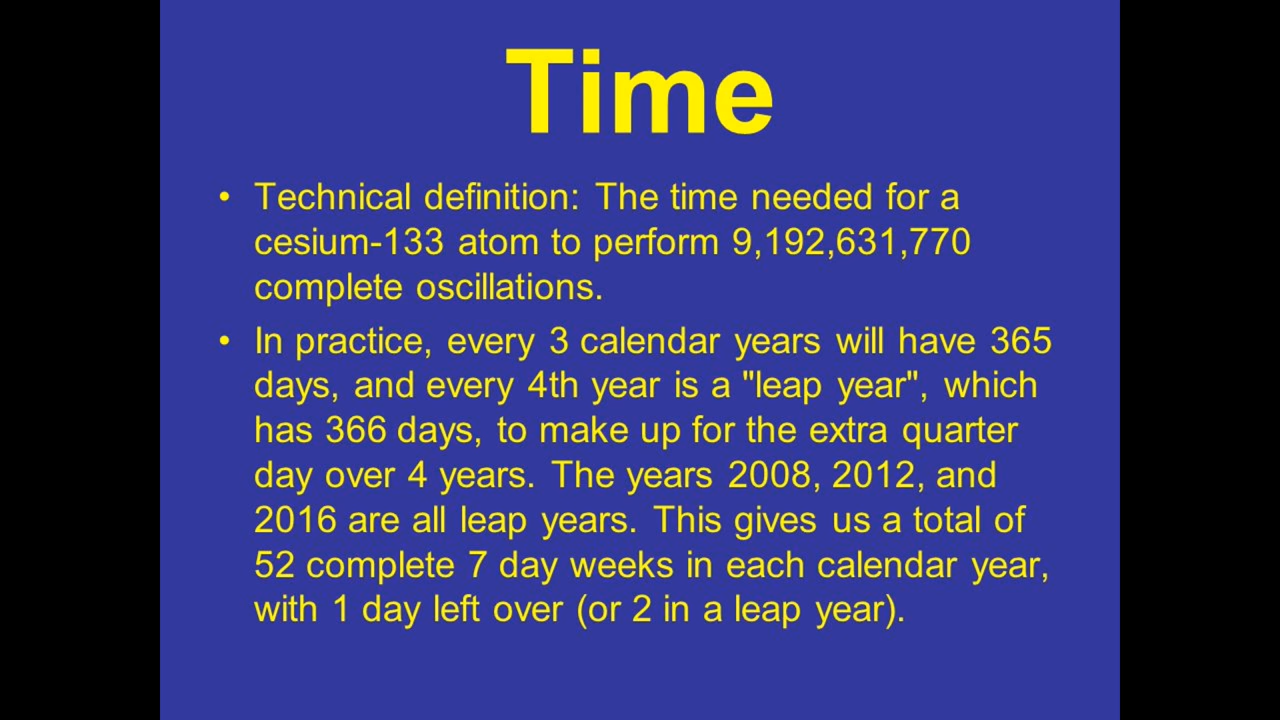 Time
• Technical definition: The time needed for a
cesium-133 atom to perform 9,192,631,770
complete oscillations.
• In practice, every 3 calendar years will have 365
days, and every 4th year is a "leap year", which
has 366 days, to make up for the extra quarter
day over 4 years. The years 2008, 2012, and
2016 are all leap years. This gives us a total of
52 complete 7 day weeks in each calendar year,
with 1 day left over (or 2 in a leap year).